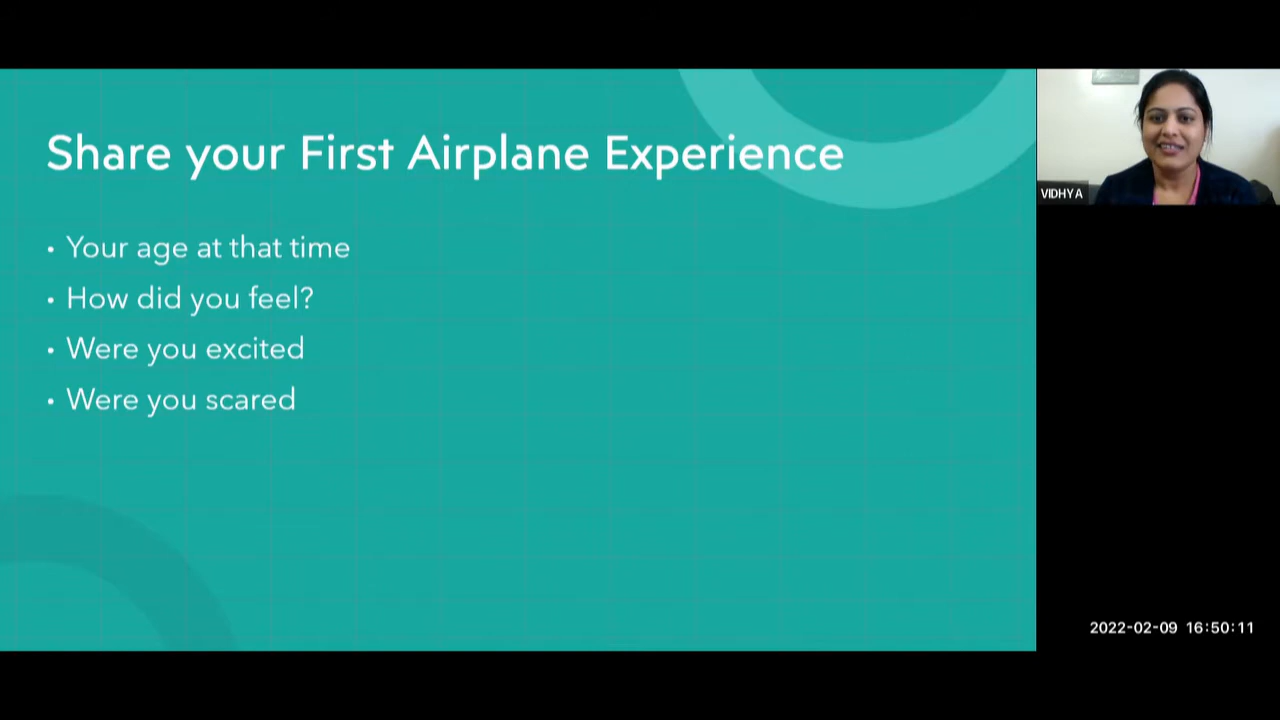 Share your First Airplane Experience
• Your age at that time
• How did you feel?
• Were you excited
• Were you scared
VIDHYA
2022-02-09 16:50:11